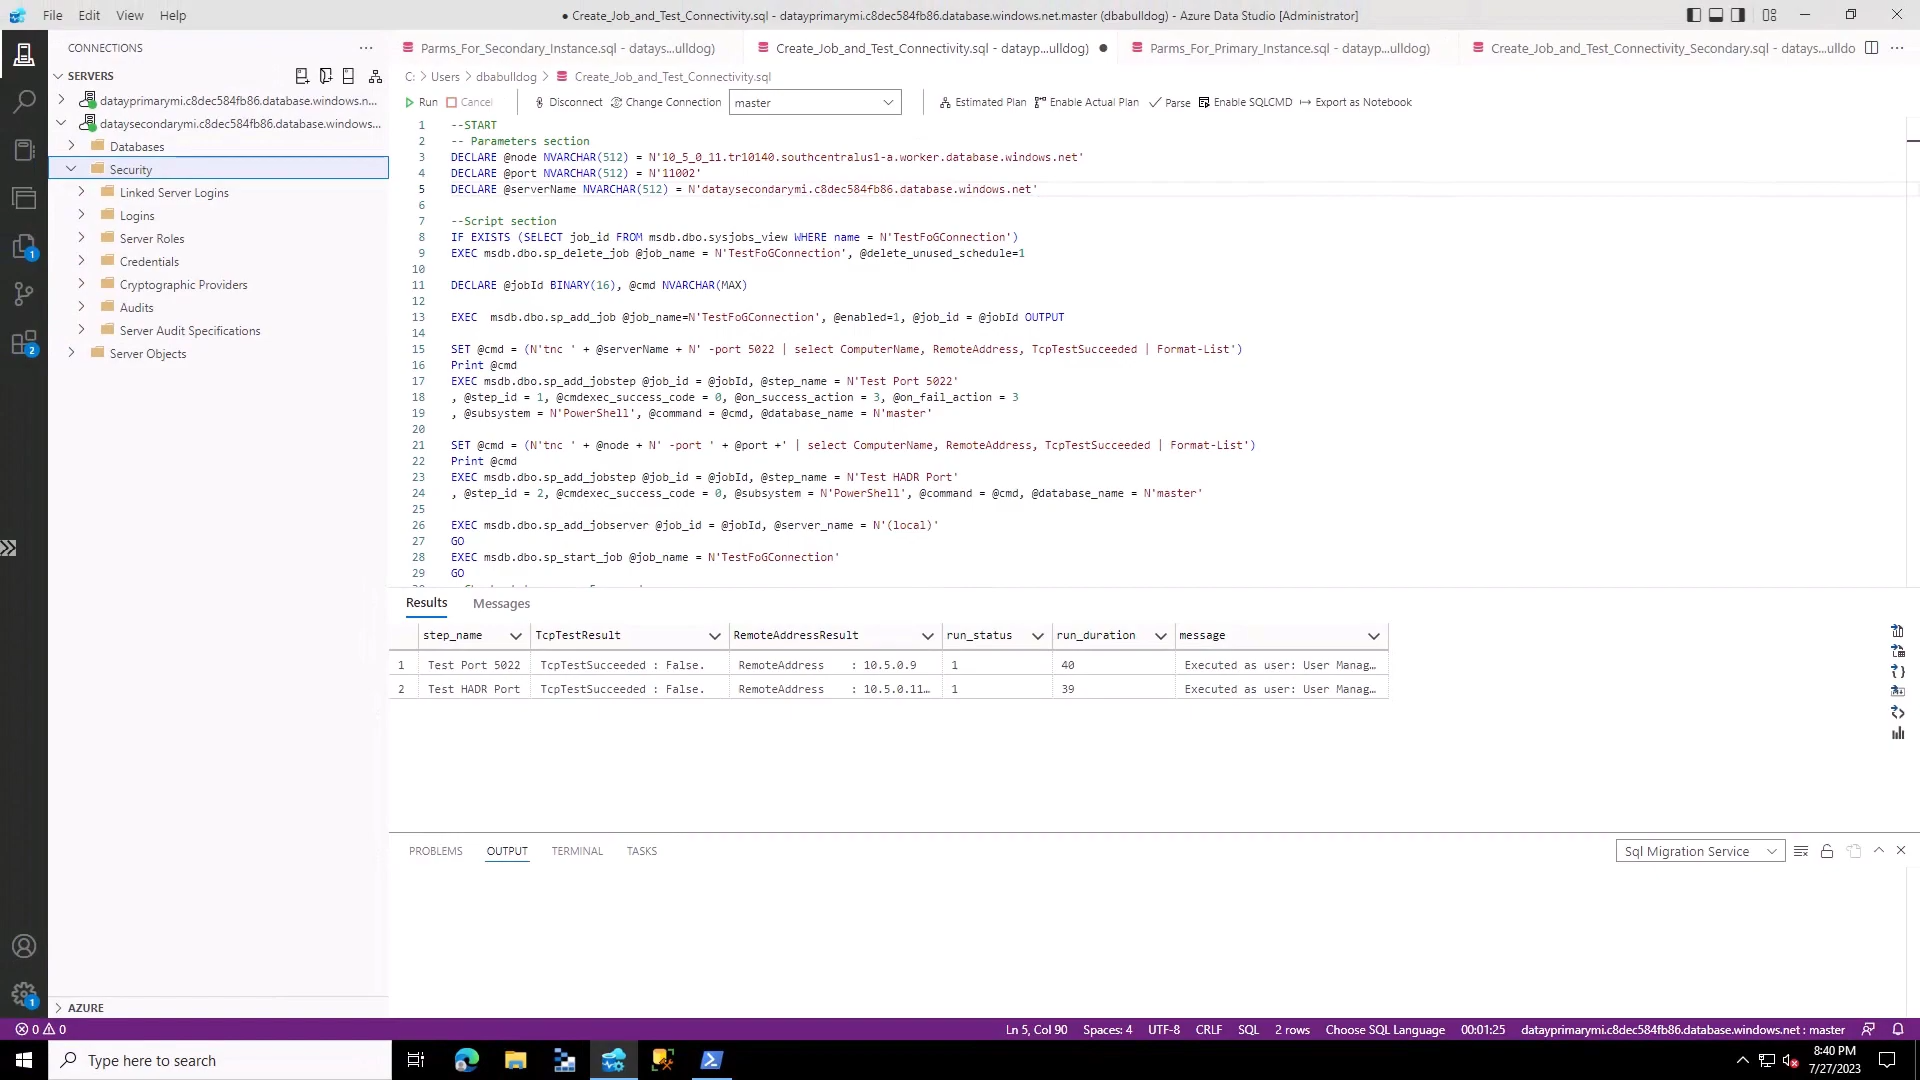 File Edit View Help
● Create_Job_and_Test_Connectivity.sql - datayprimarymi.c8dec584fb86.database.windows.net.master (dbabulldog) - Azure Data Studio [Administrator]
CONNECTIONS
SERVERS
datayprimarymi.c8dec584fb86.database.windows.n...
dataysecondarymi.c8dec584fb86.database.windows...
Databases
Security
Linked Server Logins
Logins
Server Roles
Credentials
Cryptographic Providers
Audits
Server Audit Specifications
Server Objects
AZURE
1
2
1
Parms_For_Secondary_Instance.sql - datays...ulldog)
Create_Job_and_Test_Connectivity.sql - datayp...ulldog) ●
Parms_For_Primary_Instance.sql - datayp...ulldog)
Create_Job_and_Test_Connectivity_Secondary.sql - datays...ulldo
C: > Users > dbabulldog > Create_Job_and_Test_Connectivity.sql
Run Cancel Disconnect Change Connection master Estimated Plan Enable Actual Plan Parse Enable SQLCMD Export as Notebook
1 --START
2 -- Parameters section
3 DECLARE @node NVARCHAR(512) = N'10_5_0_11.tr10140.southcentralus1-a.worker.database.windows.net'
4 DECLARE @port NVARCHAR(512) = N'11002'
5 DECLARE @serverName NVARCHAR(512) = N'dataysecondarymi.c8dec584fb86.database.windows.net'
6
7 --Script section
8 IF EXISTS (SELECT job_id FROM msdb.dbo.sysjobs_view WHERE name = N'TestFoGConnection')
9 EXEC msdb.dbo.sp_delete_job @job_name = N'TestFoGConnection', @delete_unused_schedule=1
10
11 DECLARE @jobId BINARY(16), @cmd NVARCHAR(MAX)
12
13 EXEC  msdb.dbo.sp_add_job @job_name=N'TestFoGConnection', @enabled=1, @job_id = @jobId OUTPUT
14
15 SET @cmd = (N'tnc ' + @serverName + N' -port 5022 | select ComputerName, RemoteAddress, TcpTestSucceeded | Format-List')
16 Print @cmd
17 EXEC msdb.dbo.sp_add_jobstep @job_id = @jobId, @step_name = N'Test Port 5022'
18 , @step_id = 1, @cmdexec_success_code = 0, @on_success_action = 3, @on_fail_action = 3
19 , @subsystem = N'PowerShell', @command = @cmd, @database_name = N'master'
20
21 SET @cmd = (N'tnc ' + @node + N' -port ' + @port +' | select ComputerName, RemoteAddress, TcpTestSucceeded | Format-List')
22 Print @cmd
23 EXEC msdb.dbo.sp_add_jobstep @job_id = @jobId, @step_name = N'Test HADR Port'
24 , @step_id = 2, @cmdexec_success_code = 0, @subsystem = N'PowerShell', @command = @cmd, @database_name = N'master'
25
26 EXEC msdb.dbo.sp_add_jobserver @job_id = @jobId, @server_name = N'(local)'
27 GO
28 EXEC msdb.dbo.sp_start_job @job_name = N'TestFoGConnection'
29 GO
Results Messages
step_name TcpTestResult RemoteAddressResult run_status run_duration message
1 Test Port 5022 TcpTestSucceeded : False. RemoteAddress : 10.5.0.9 1 40 Executed as user: User Manag...
2 Test HADR Port TcpTestSucceeded : False. RemoteAddress : 10.5.0.11... 1 39 Executed as user: User Manag...
PROBLEMS OUTPUT TERMINAL TASKS
Sql Migration Service
0 0
Ln 5, Col 90 Spaces: 4 UTF-8 CRLF SQL 2 rows Choose SQL Language 00:01:25 datayprimarymi.c8dec584fb86.database.windows.net : master
Type here to search
8:40 PM
7/27/2023